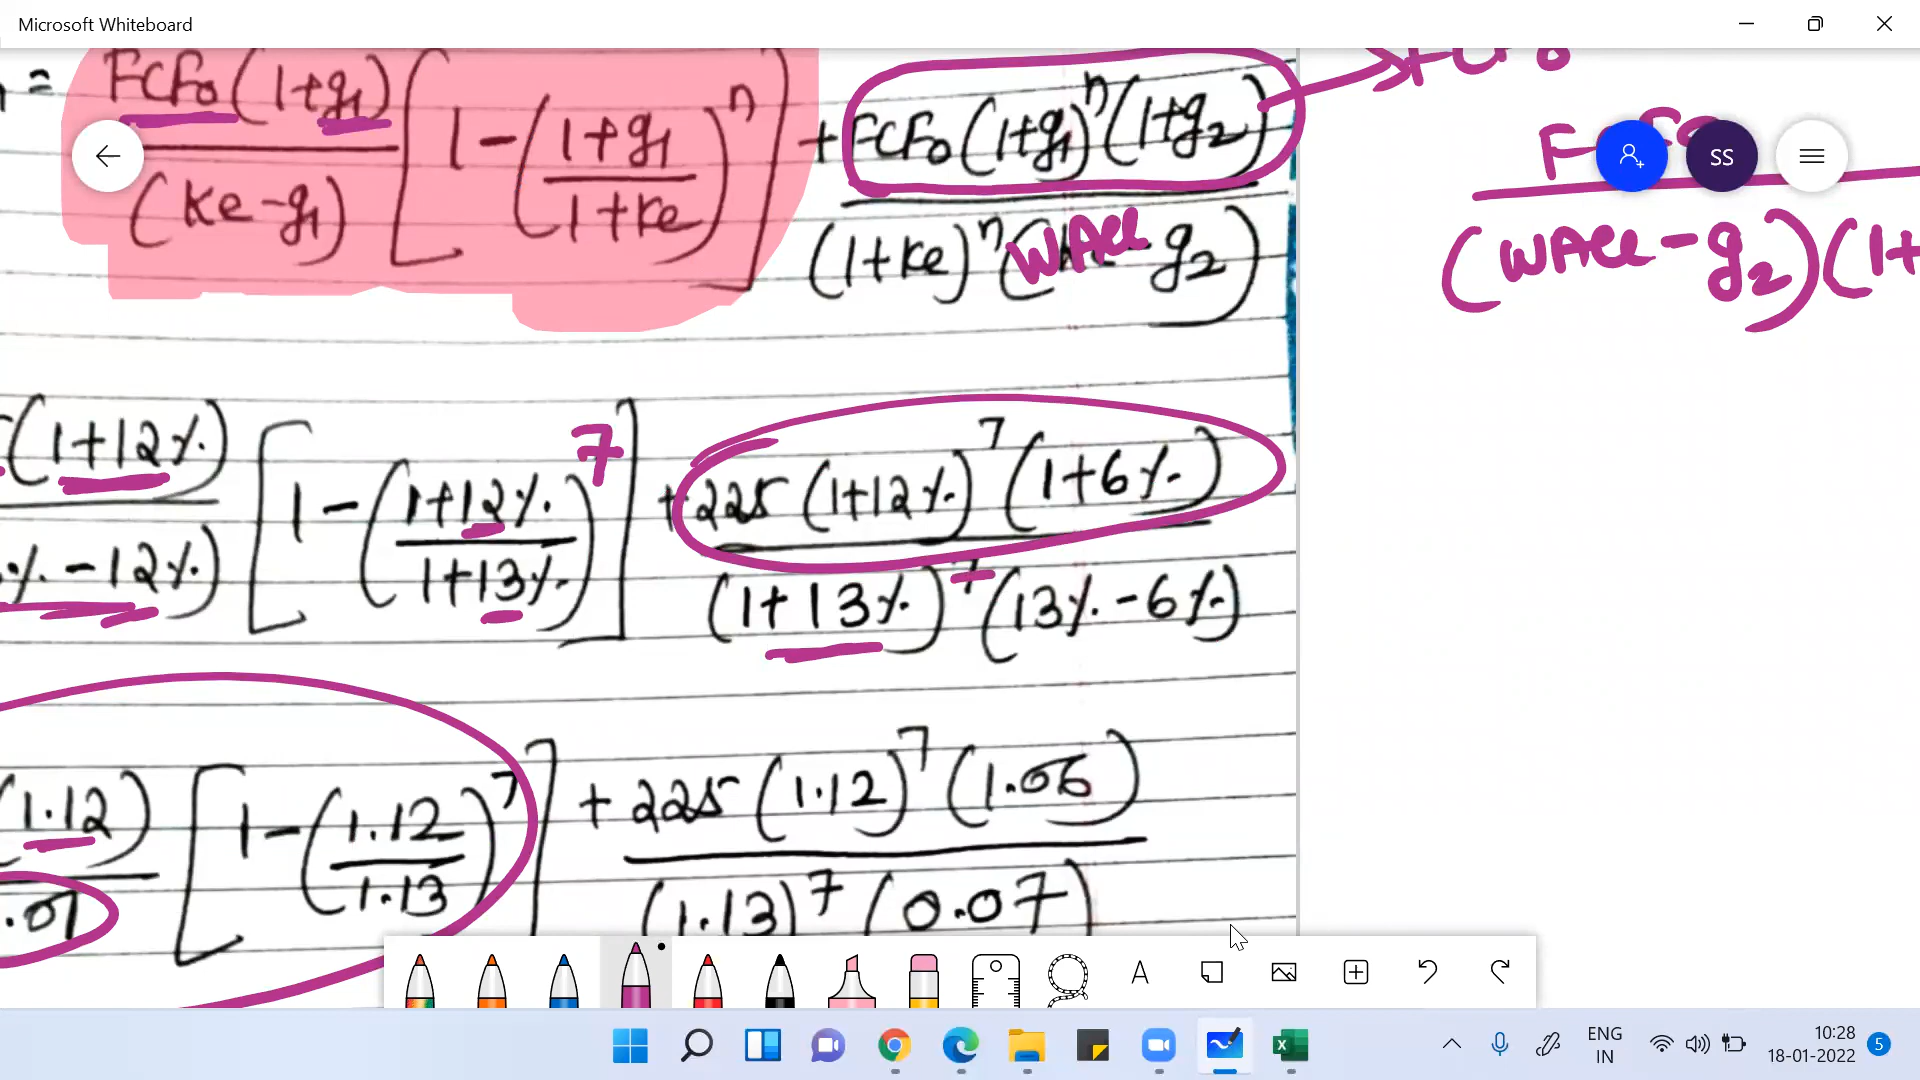 Microsoft Whiteboard
= FCF₀(1+g₁) / (Ke-g₁) [1-(1+g₁ / 1+Ke)ⁿ] + FCF₀(1+g₁)ⁿ(1+g₂) / (1+Ke)ⁿ(WACC g₂)
(WACC-g₂)(1+
SS
(1+12%) / %-12%) [1-(1+12% / 1+13%)⁷] + 225(1+12%)⁷(1+6%) / (1+13%)⁷(13%-6%)
(1.12) / .01 [1-(1.12 / 1.13)⁷] + 225(1.12)⁷(1.06) / (1.13)⁷(0.07)
A
ENG
IN
10:28
18-01-2022
5